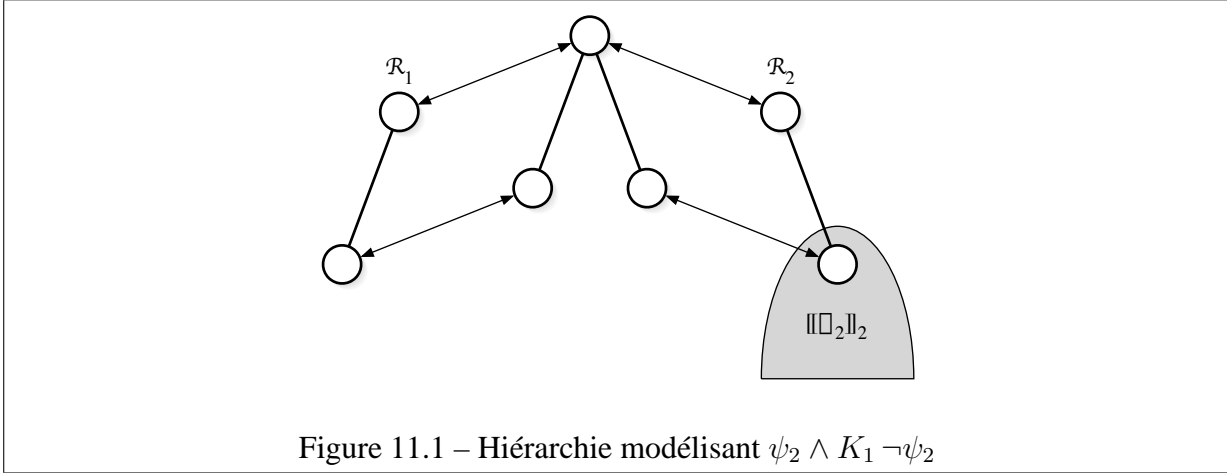 ℛ₁
ℛ₂
⟦□₂⟧₂
Figure 11.1 – Hiérarchie modélisant ψ₂ ∧ K₁ ¬ψ₂